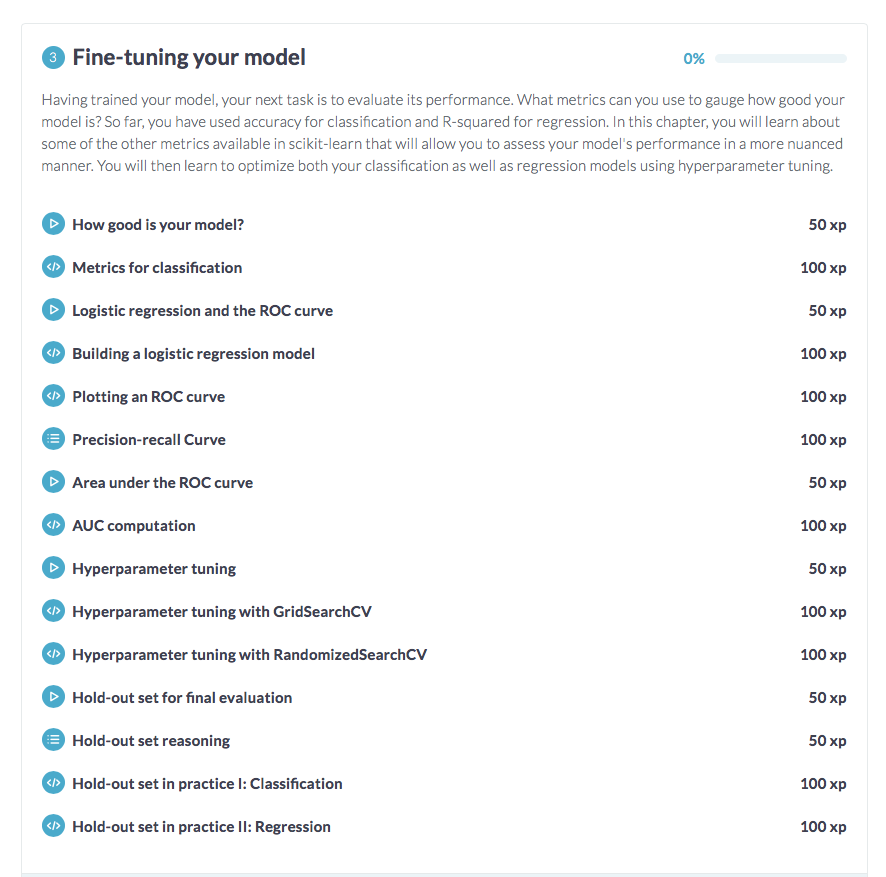 3 Fine-tuning your model 0%
Having trained your model, your next task is to evaluate its performance. What metrics can you use to gauge how good your
model is? So far, you have used accuracy for classification and R-squared for regression. In this chapter, you will learn about
some of the other metrics available in scikit-learn that will allow you to assess your model's performance in a more nuanced
manner. You will then learn to optimize both your classification as well as regression models using hyperparameter tuning.
How good is your model? 50 xp
Metrics for classification 100 xp
Logistic regression and the ROC curve 50 xp
Building a logistic regression model 100 xp
Plotting an ROC curve 100 xp
Precision-recall Curve 100 xp
Area under the ROC curve 50 xp
AUC computation 100 xp
Hyperparameter tuning 50 xp
Hyperparameter tuning with GridSearchCV 100 xp
Hyperparameter tuning with RandomizedSearchCV 100 xp
Hold-out set for final evaluation 50 xp
Hold-out set reasoning 50 xp
Hold-out set in practice I: Classification 100 xp
Hold-out set in practice II: Regression 100 xp